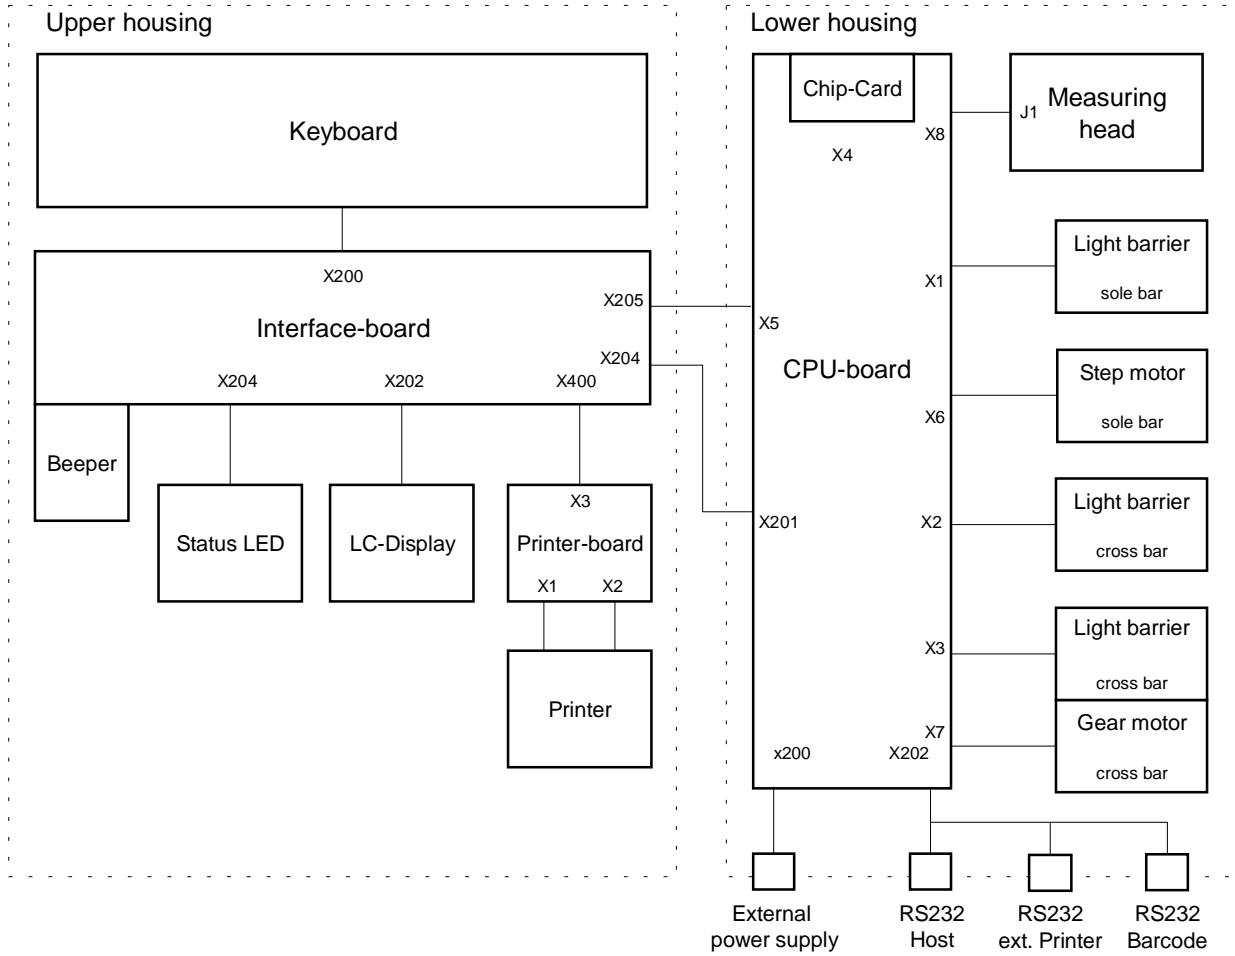 Upper housing
Keyboard
X200
X205
Interface-board
X204
X204
X202
X400
Beeper
Status LED
LC-Display
X3
Printer-board
X1
X2
Printer
Lower housing
Chip-Card
X4
X8
J1
Measuring
head
X1
Light barrier
sole bar
X5
CPU-board
X6
Step motor
sole bar
X201
X2
Light barrier
cross bar
X3
Light barrier
cross bar
X7
Gear motor
cross bar
x200
X202
External
power supply
RS232
Host
RS232
ext. Printer
RS232
Barcode